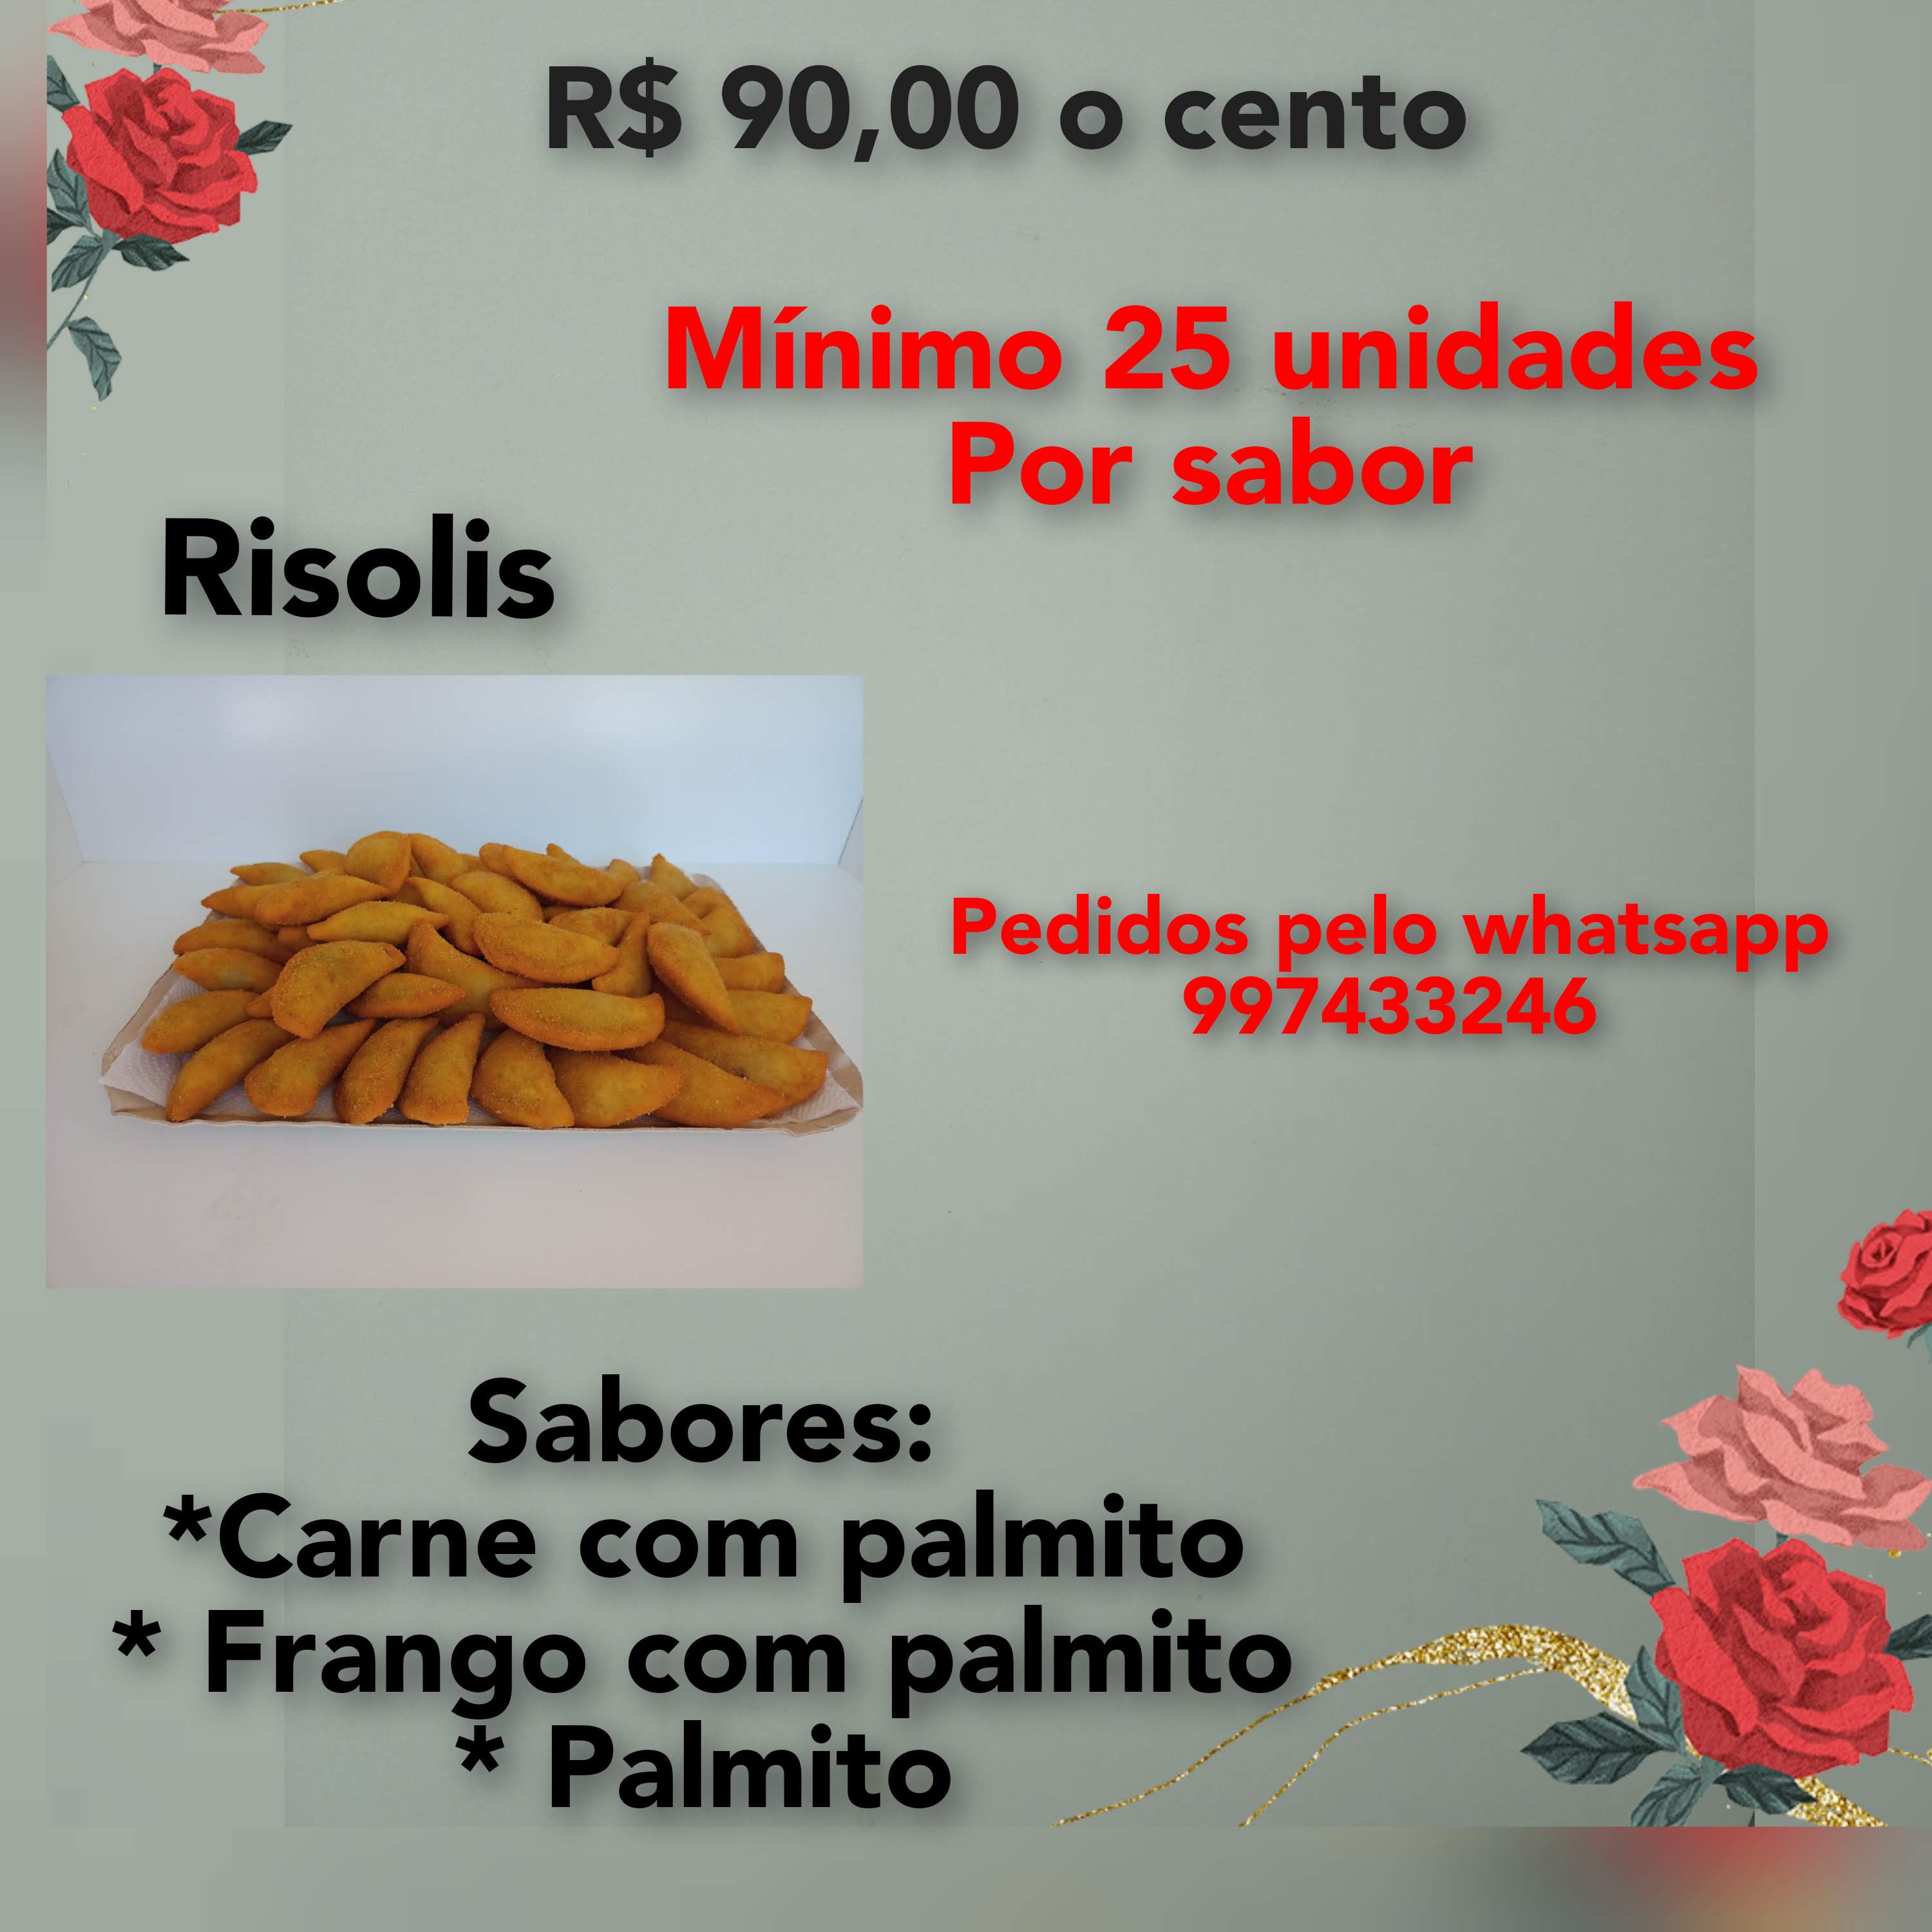 R$ 90,00 o cento
Mínimo 25 unidades
Por sabor
Risolis
Pedidos pelo whatsapp
997433246
Sabores:
*Carne com palmito
* Frango com palmito
* Palmito